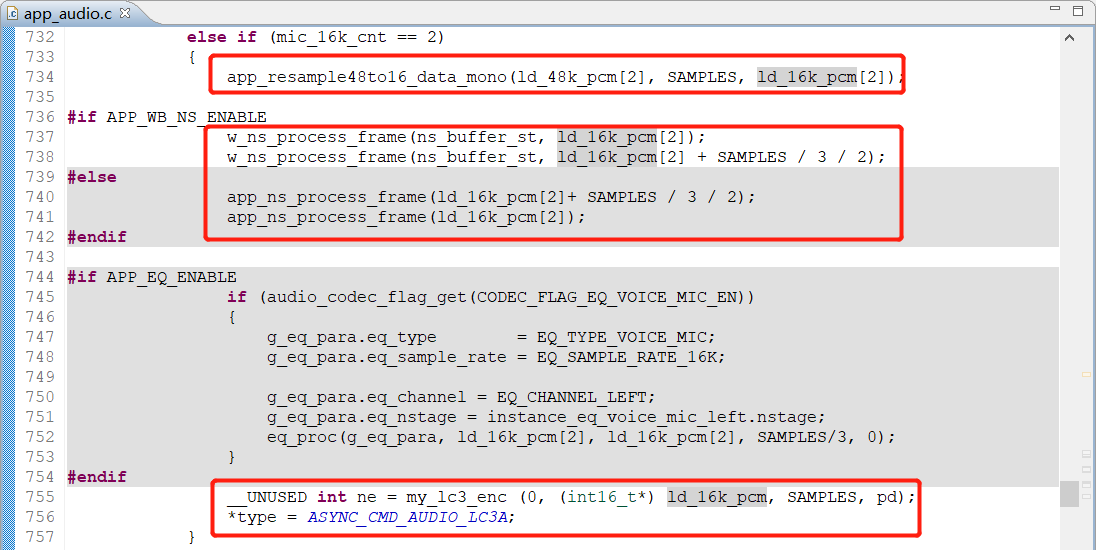 app_audio.c
732 else if (mic_16k_cnt == 2)
733 {
734 app_resample48to16_data_mono(ld_48k_pcm[2], SAMPLES, ld_16k_pcm[2]);
735
736 #if APP_WB_NS_ENABLE
737 w_ns_process_frame(ns_buffer_st, ld_16k_pcm[2]);
738 w_ns_process_frame(ns_buffer_st, ld_16k_pcm[2] + SAMPLES / 3 / 2);
739 #else
740 app_ns_process_frame(ld_16k_pcm[2]+ SAMPLES / 3 / 2);
741 app_ns_process_frame(ld_16k_pcm[2]);
742 #endif
743
744 #if APP_EQ_ENABLE
745 if (audio_codec_flag_get(CODEC_FLAG_EQ_VOICE_MIC_EN))
746 {
747 g_eq_para.eq_type = EQ_TYPE_VOICE_MIC;
748 g_eq_para.eq_sample_rate = EQ_SAMPLE_RATE_16K;
749
750 g_eq_para.eq_channel = EQ_CHANNEL_LEFT;
751 g_eq_para.eq_nstage = instance_eq_voice_mic_left.nstage;
752 eq_proc(g_eq_para, ld_16k_pcm[2], ld_16k_pcm[2], SAMPLES/3, 0);
753 }
754 #endif
755 __UNUSED int ne = my_lc3_enc (0, (int16_t*) ld_16k_pcm, SAMPLES, pd);
756 *type = ASYNC_CMD_AUDIO_LC3A;
757 }